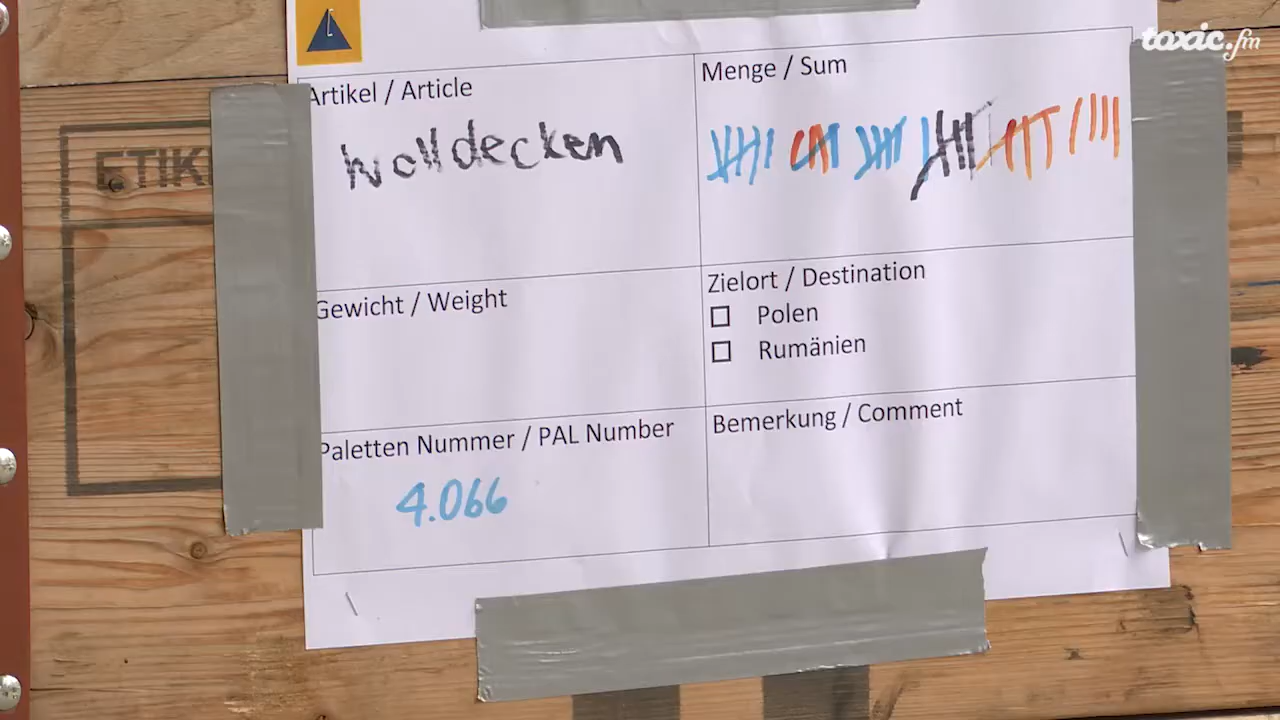 toxic.fm
Artikel / Article
Wolldecken
Menge / Sum
ETIK
Gewicht / Weight
Zielort / Destination
Polen
Rumänien
Paletten Nummer / PAL Number
4.066
Bemerkung / Comment